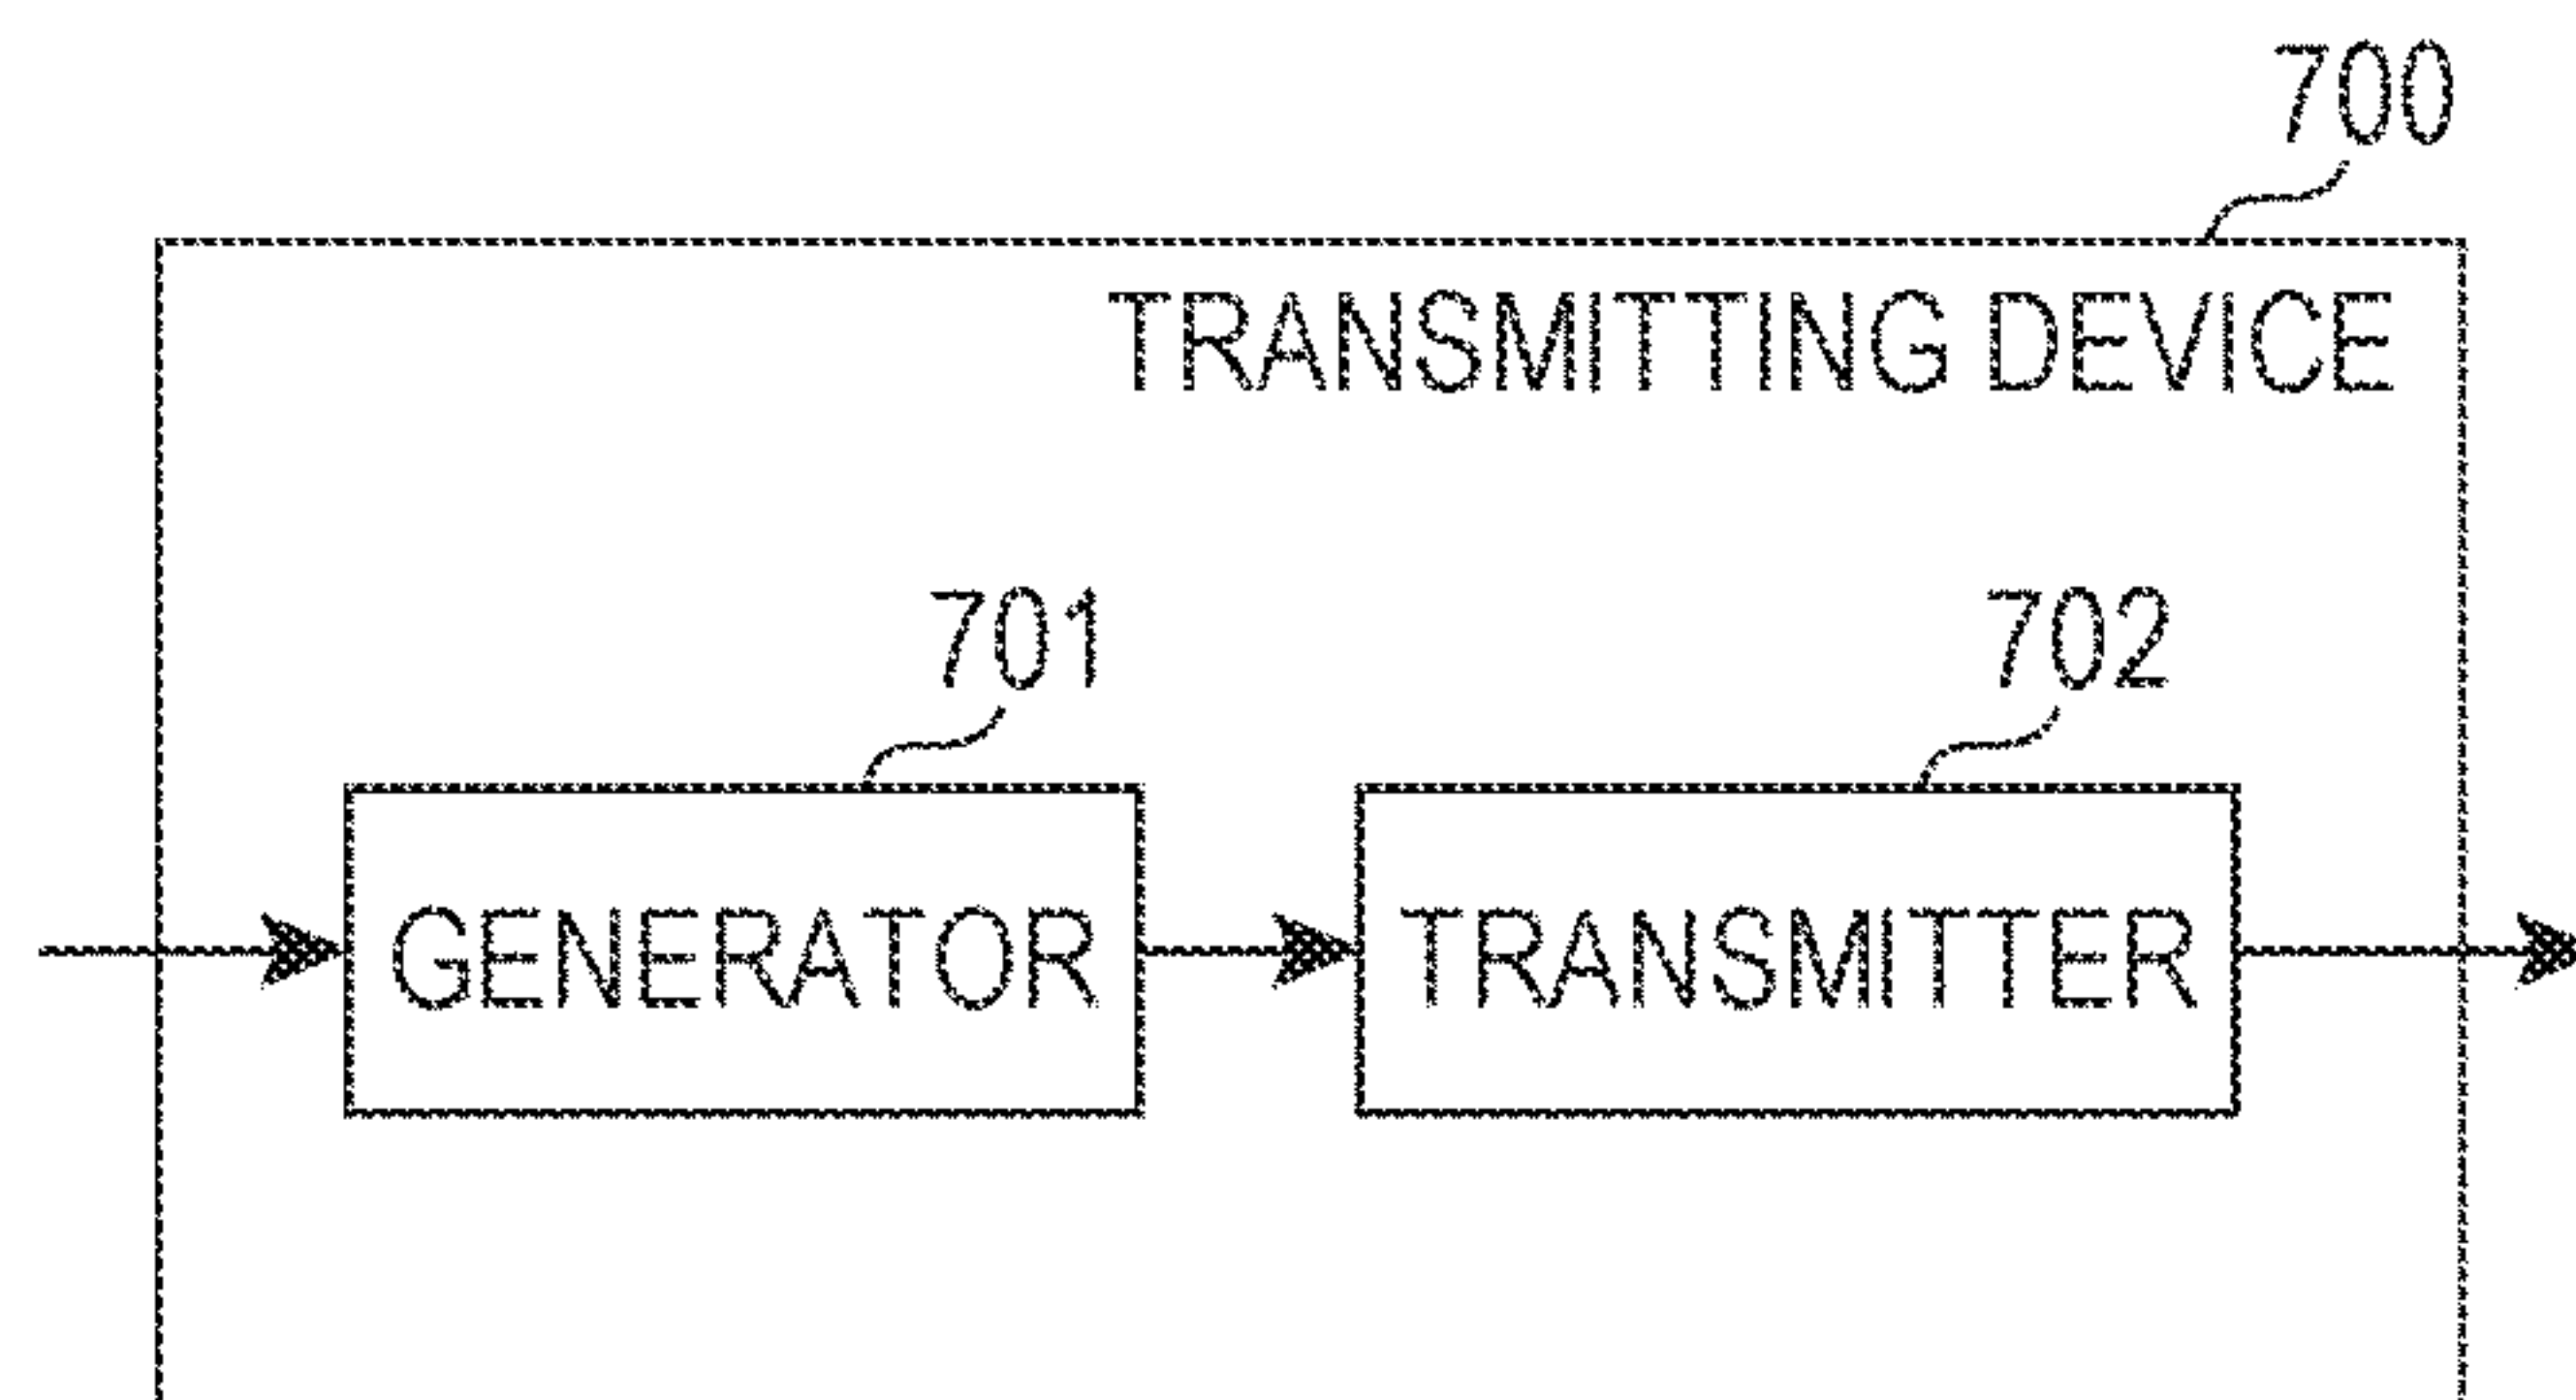 700
TRANSMITTING DEVICE
701
702
GENERATOR
TRANSMITTER